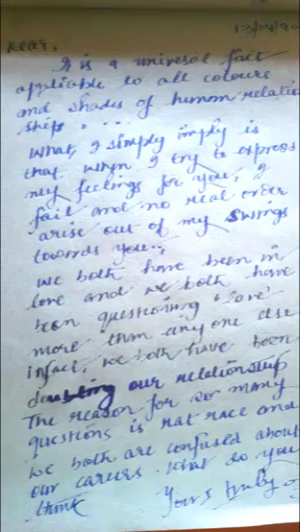 Dear,
It is a universal fact
applicable to all colours
and shades of human relation
ship....
What, I simply imply is
that when I try to express
my feelings for you, I
fail and no real order
arise out of my swings
towards you...
We both have been in
love and we both have
been questioning 'love'
more than any one else
infact, we both have been
doubting our relationship
The reason for so many
questions is rat race and
we both are confused about
our careers. What do you
think
Yours truly